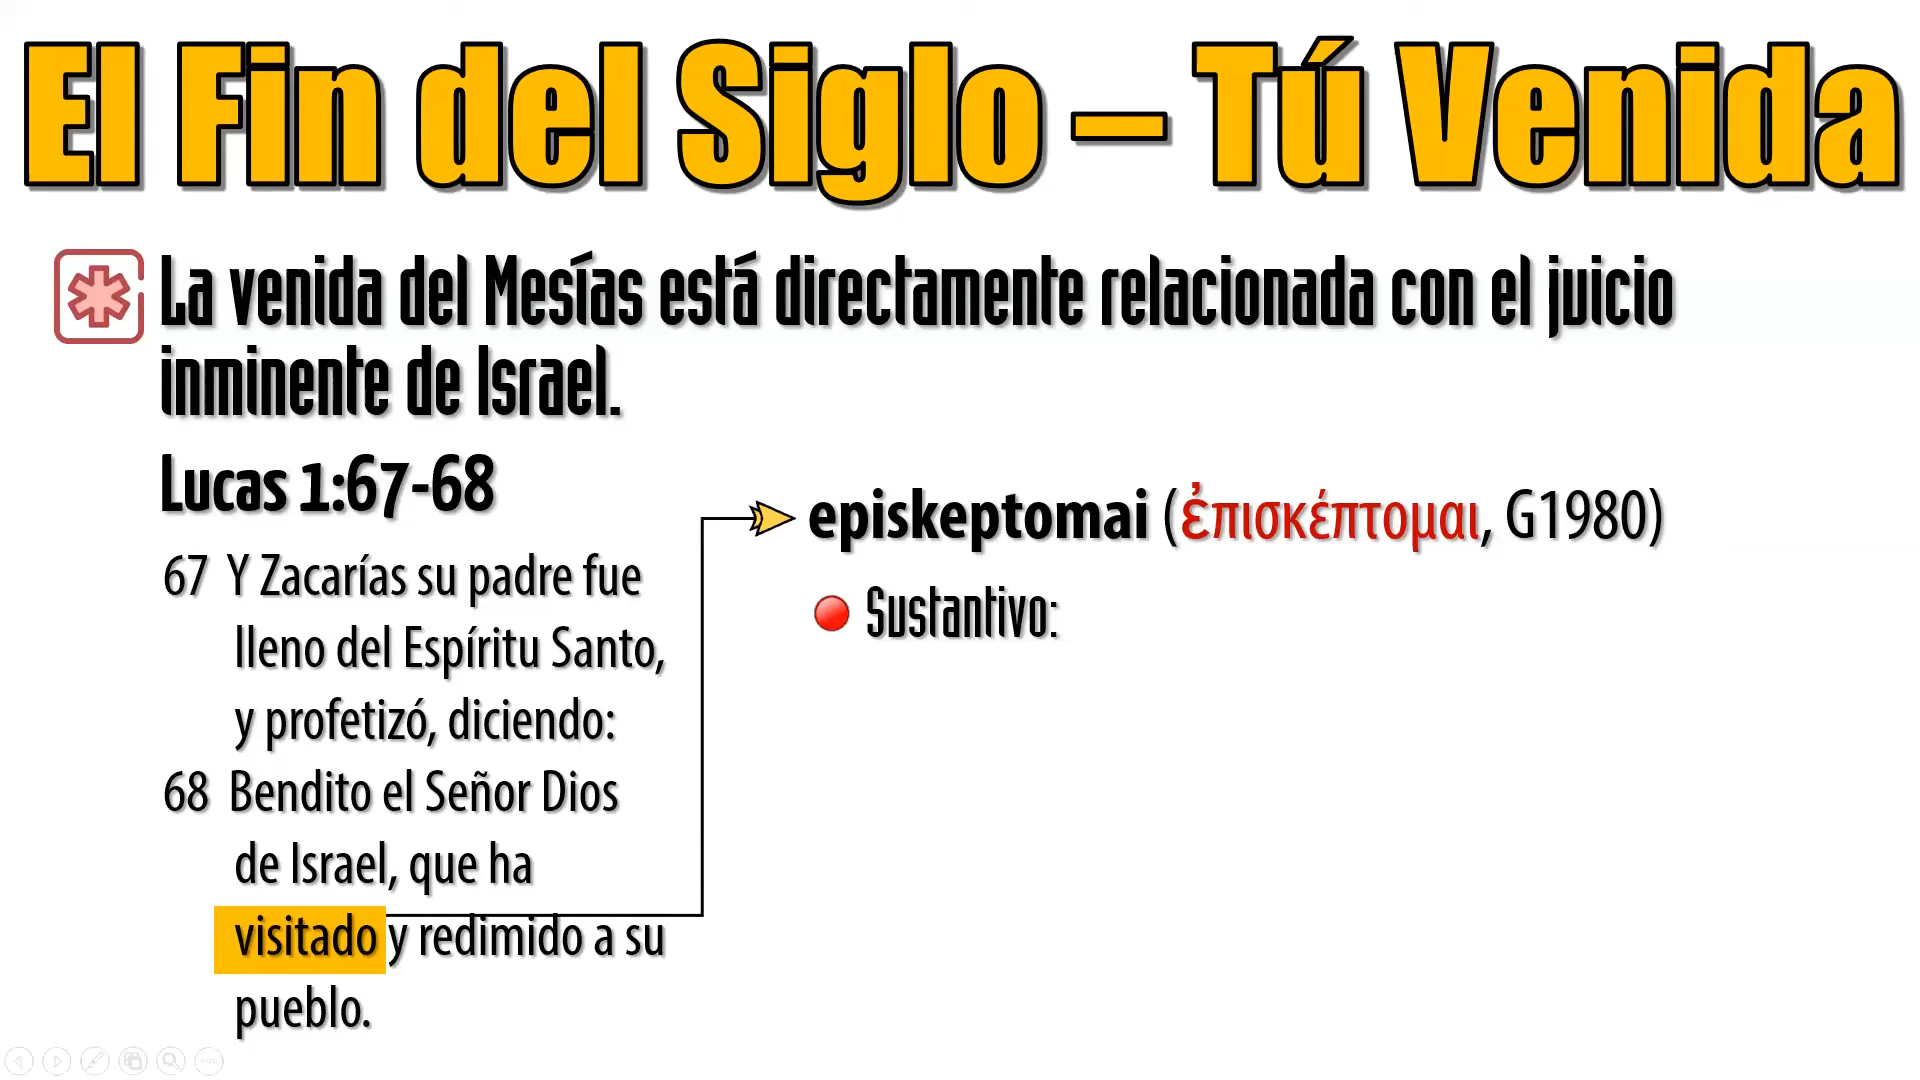 El Fin del Siglo – Tú Venida
La venida del Mesías está directamente relacionada con el juicio
inminente de Israel.
Lucas 1:67-68
67 Y Zacarías su padre fue
lleno del Espíritu Santo,
y profetizó, diciendo:
68 Bendito el Señor Dios
de Israel, que ha
visitado y redimido a su
pueblo.
episkeptomai (ἐπισκέπτομαι, G1980)
Sustantivo: